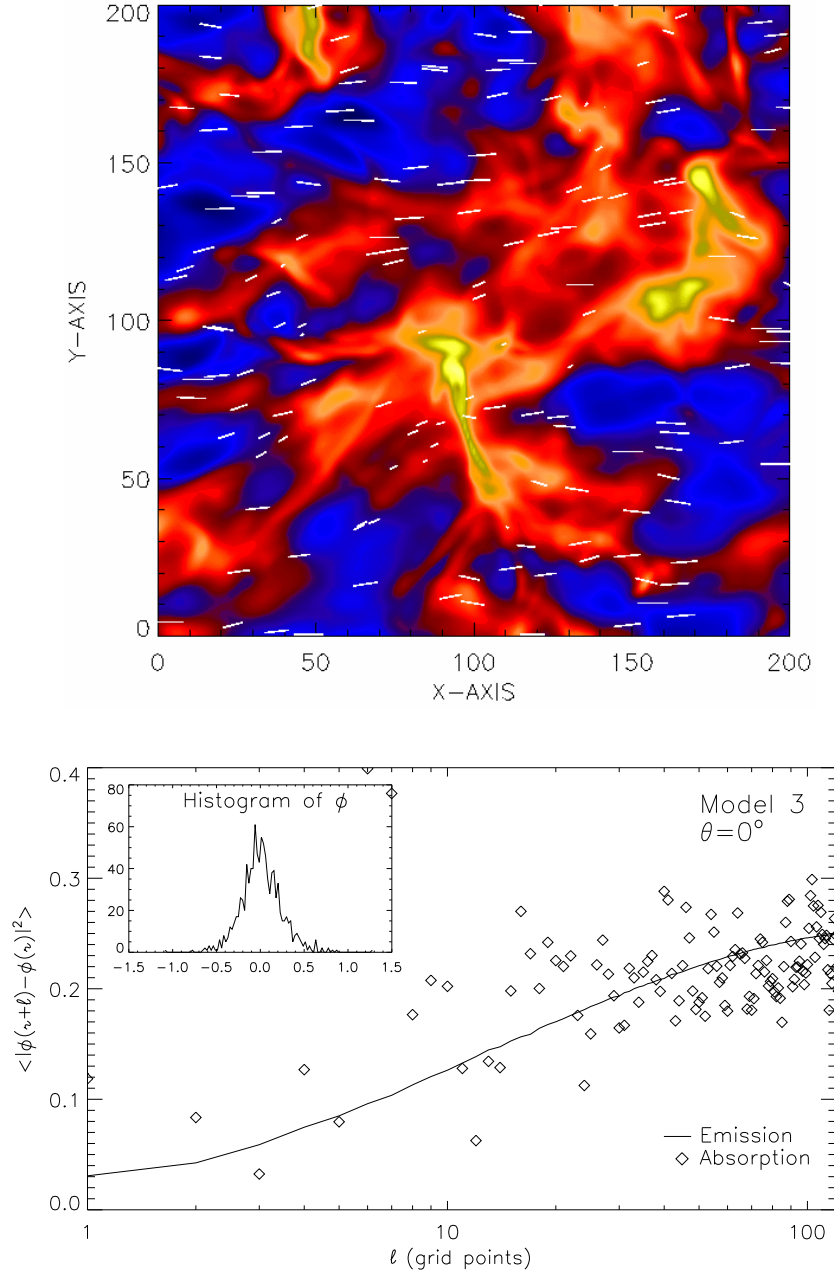 200
150
100
50
0
Y-AXIS
0 50 100 150 200
X-AXIS
0.4
0.3
0.2
0.1
0.0
<|φ(r+ℓ)-φ(r)|²>
80
60
40
20
0
Histogram of φ
-1.5 -1.0 -0.5 0.0 0.5 1.0 1.5
Model 3
θ=0°
Emission
Absorption
1 10 100
ℓ (grid points)